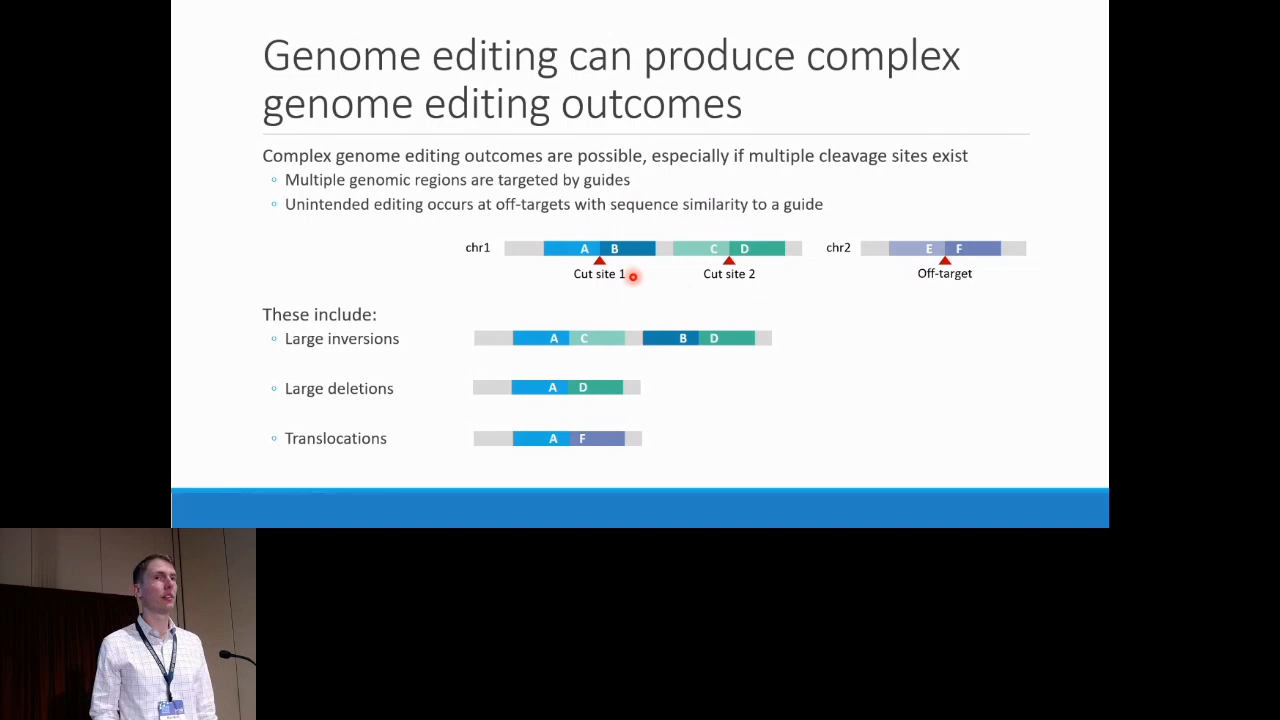 Genome editing can produce complex
genome editing outcomes
Complex genome editing outcomes are possible, especially if multiple cleavage sites exist
Multiple genomic regions are targeted by guides
Unintended editing occurs at off-targets with sequence similarity to a guide
chr1 A B C D chr2 E F
Cut site 1 Cut site 2 Off-target
These include:
Large inversions A C B D
Large deletions A D
Translocations A F